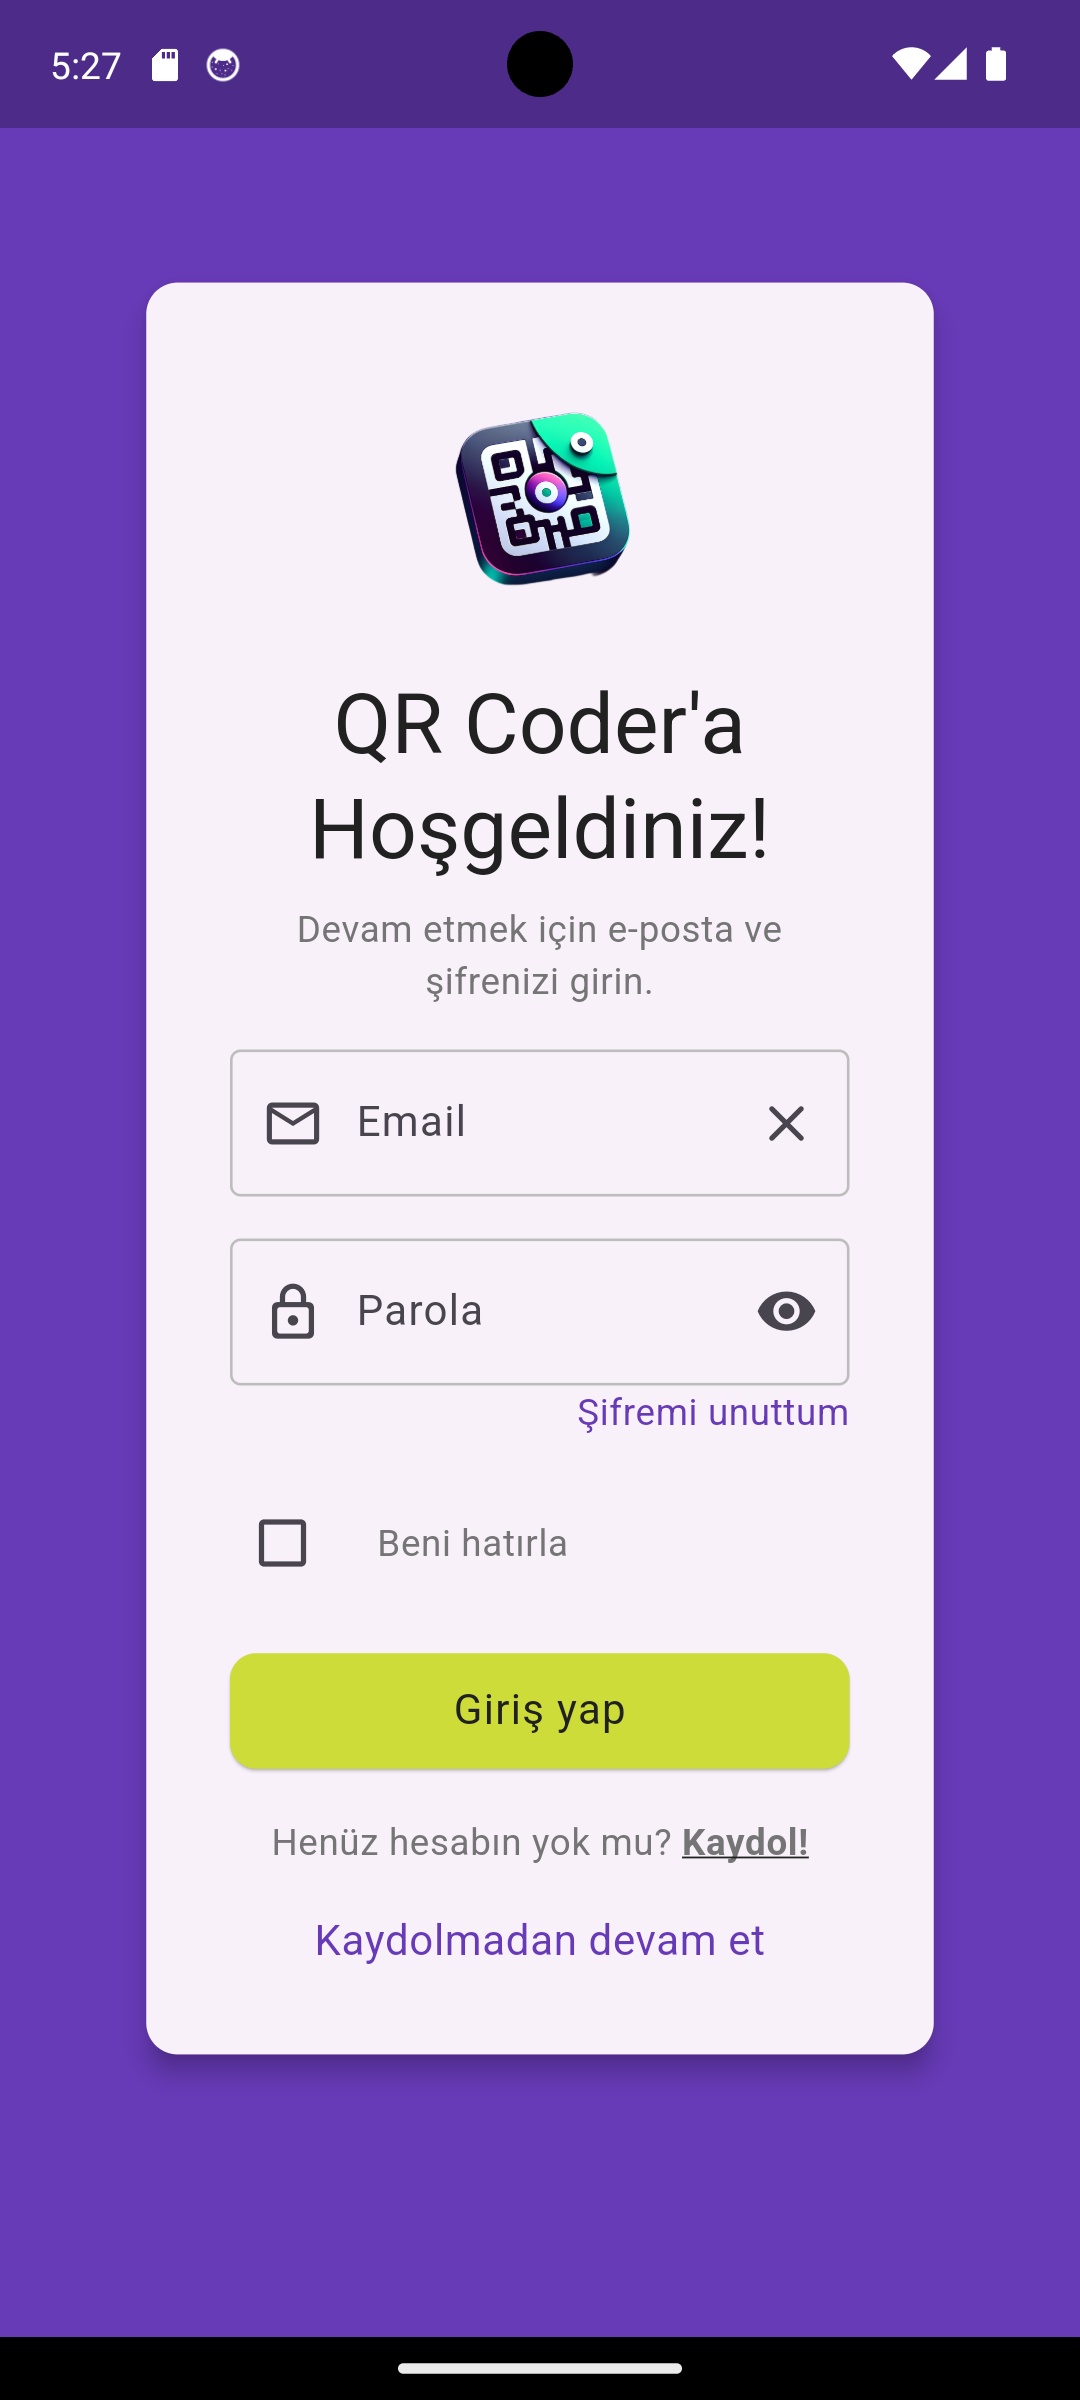 5:27
QR Coder'a
Hoşgeldiniz!
Devam etmek için e-posta ve
şifrenizi girin.
Email
Parola
Şifremi unuttum
Beni hatırla
Giriş yap
Henüz hesabın yok mu? Kaydol!
Kaydolmadan devam et